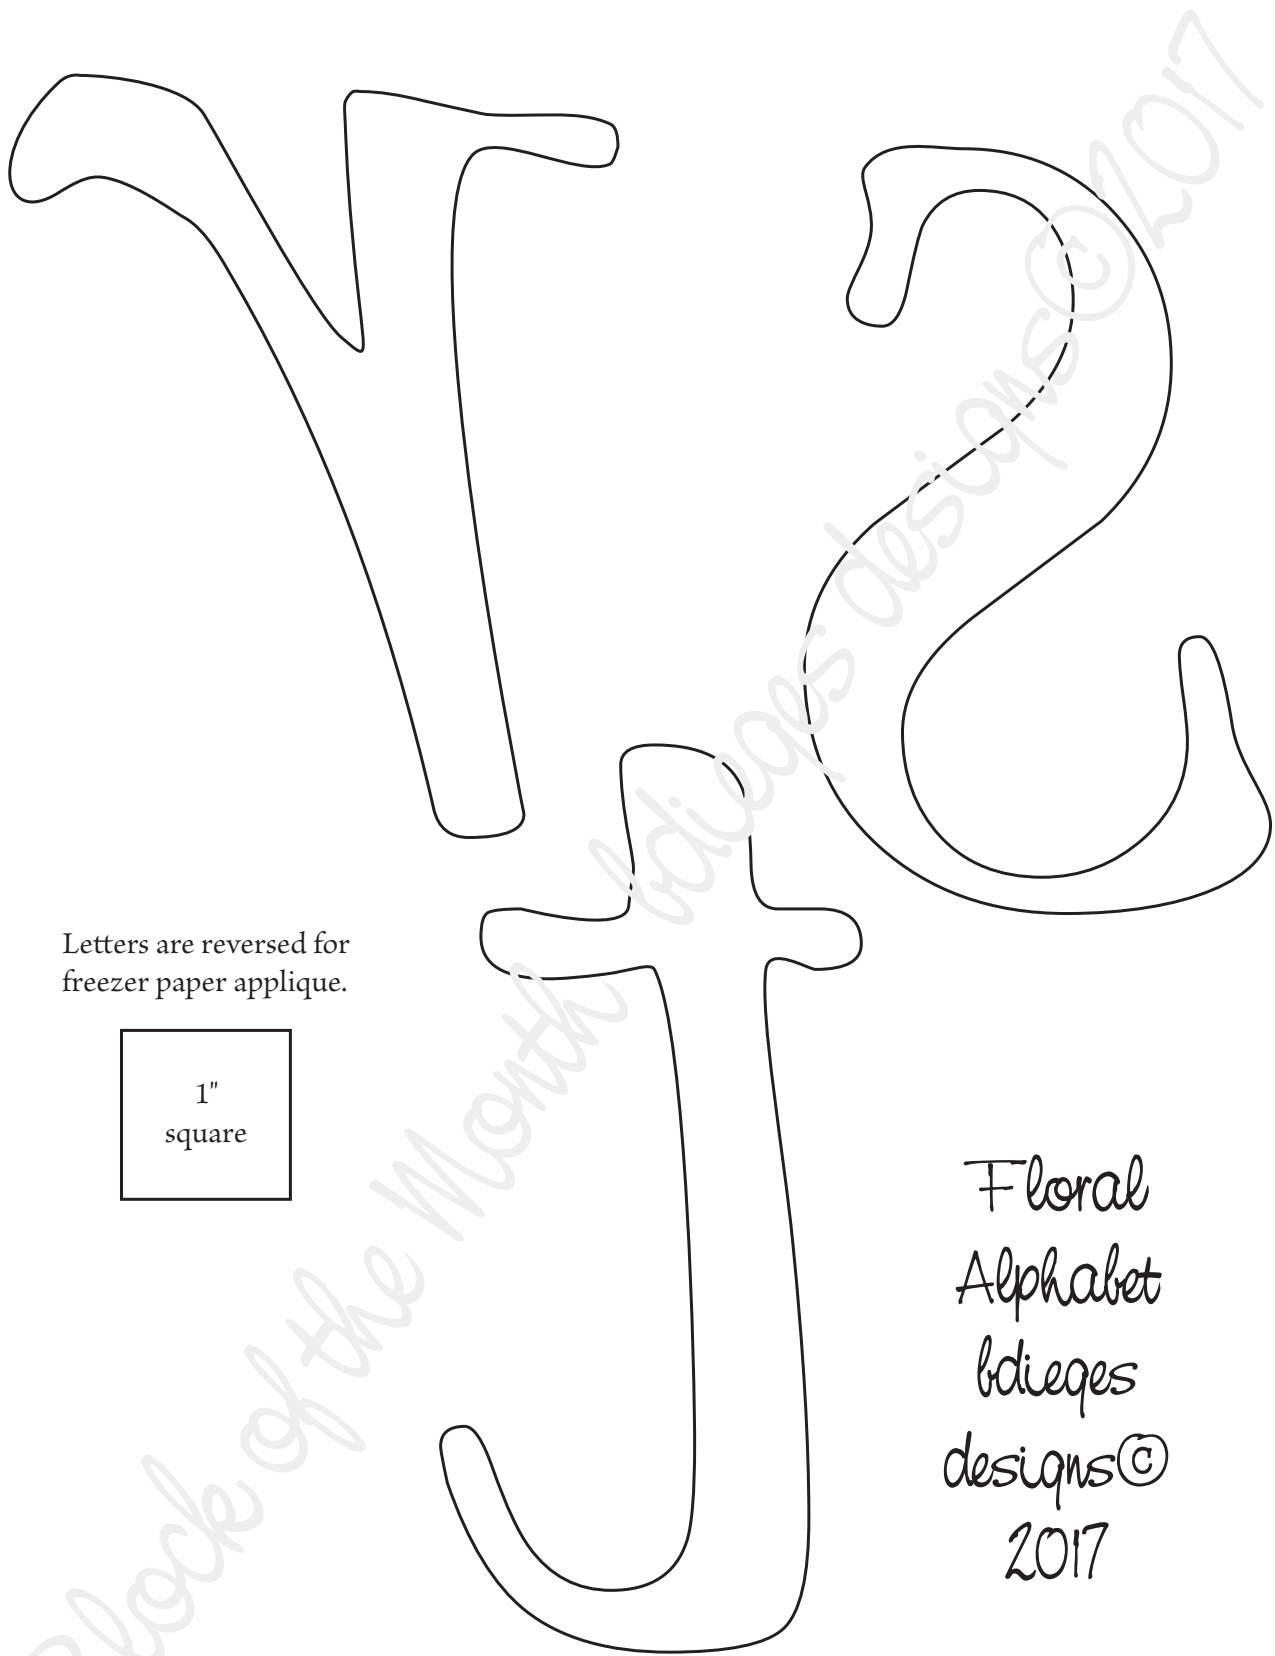 r
s
t
Block of the Month bdieges designs©2017
Letters are reversed for
freezer paper applique.
1"
square
Floral
Alphabet
bdieges
designs©
2017